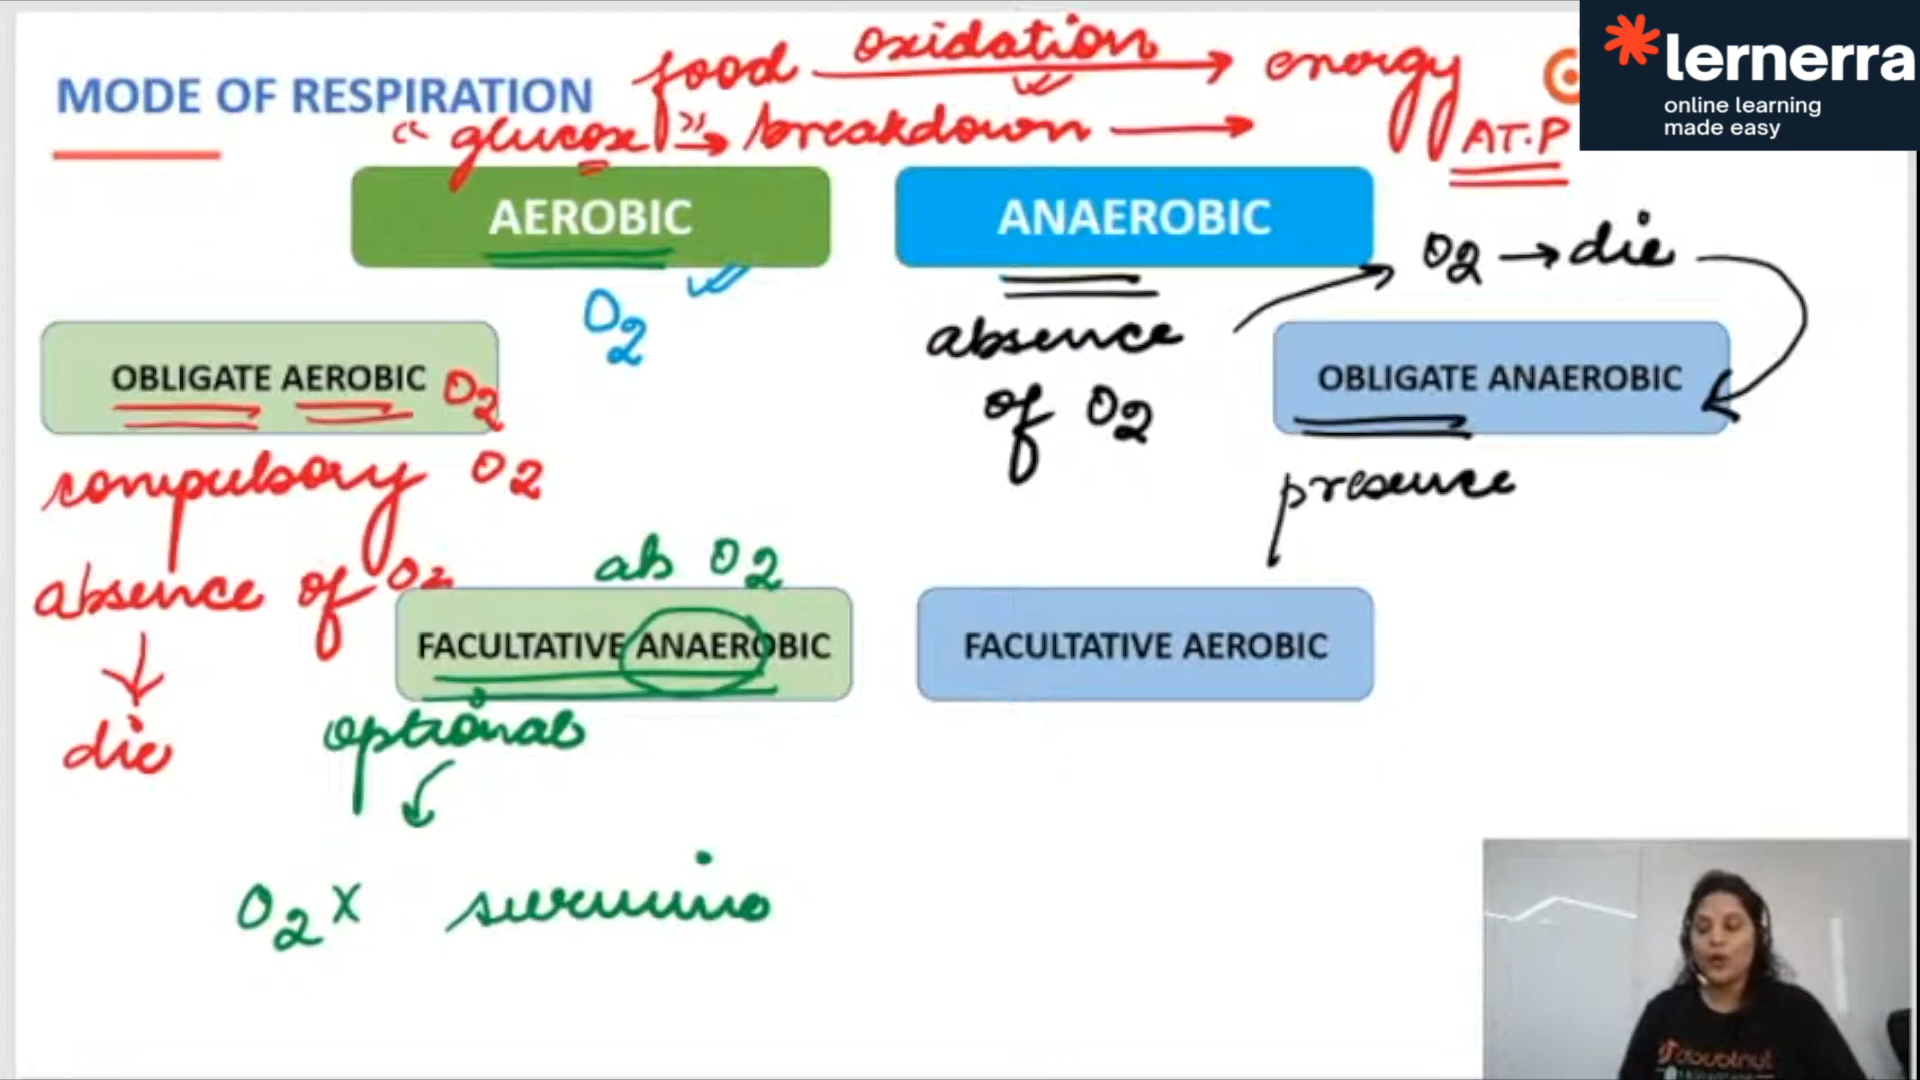 food oxidation energy
MODE OF RESPIRATION
lernerra
online learning
made easy
"glucose" breakdown
AT.P
AEROBIC
ANAEROBIC
O2
O2 → die
absence
of O2
OBLIGATE AEROBIC O2
OBLIGATE ANAEROBIC
compulsory O2
presence
absence of O2
ab O2
FACULTATIVE ANAEROBIC
FACULTATIVE AEROBIC
die
optional
O2 x
doubtnut